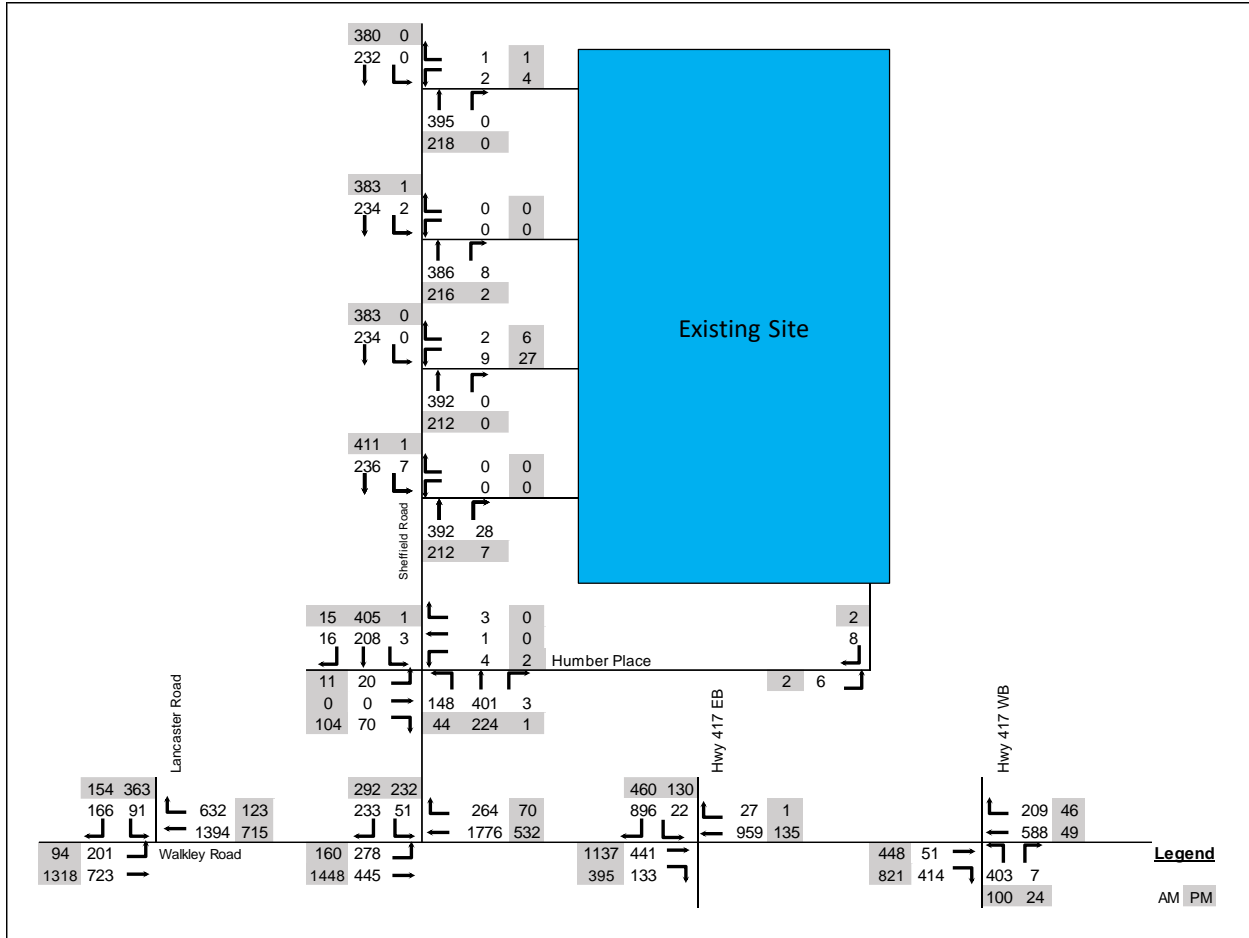 380 0
232 0 1 1
2 4
395 0
218 0
383 1
234 2 0 0
0 0
386 8
216 2
383 0
234 0 2 6
9 27
392 0
212 0
411 1
236 7 0 0
0 0
392 28
212 7
Existing Site
Sheffield Road
15 405 1 3 0
16 208 3 1 0
4 2
Humber Place
2
8
2 6
11 20
0 0
104 70
148 401 3
44 224 1
Lancaster Road
154 363
166 91 632 123
1394 715
94 201
1318 723
Walkley Road
292 232
233 51 264 70
1776 532
160 278
1448 445
Hwy 417 EB
460 130
896 22 27 1
959 135
1137 441
395 133
Hwy 417 WB
209 46
588 49
448 51
821 414
403 7
100 24
Legend
AM PM